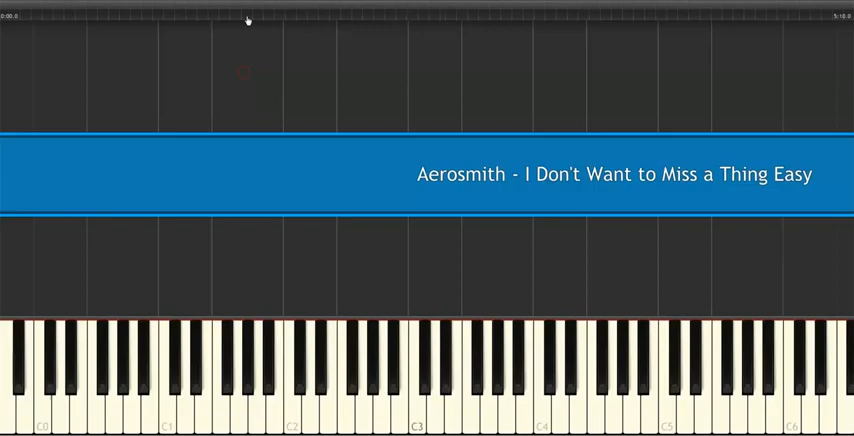 0:00.0 5:18.0
Aerosmith - I Don't Want to Miss a Thing Easy
C0 C1 C2 C3 C4 C5 C6